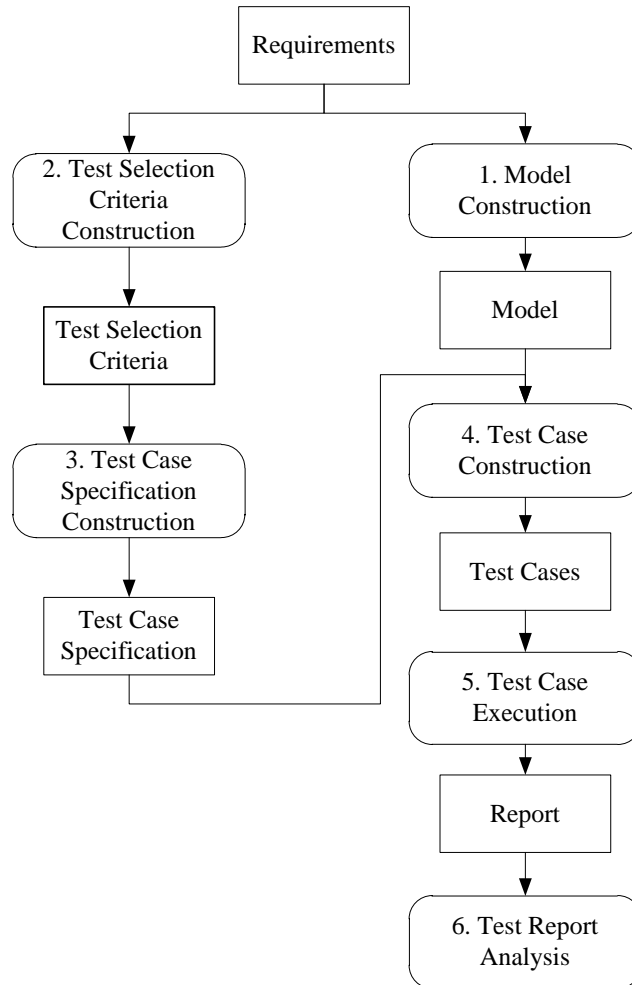 Requirements
2. Test Selection
Criteria
Construction
1. Model
Construction
Test Selection
Criteria
Model
3. Test Case
Specification
Construction
4. Test Case
Construction
Test Case
Specification
Test Cases
5. Test Case
Execution
Report
6. Test Report
Analysis